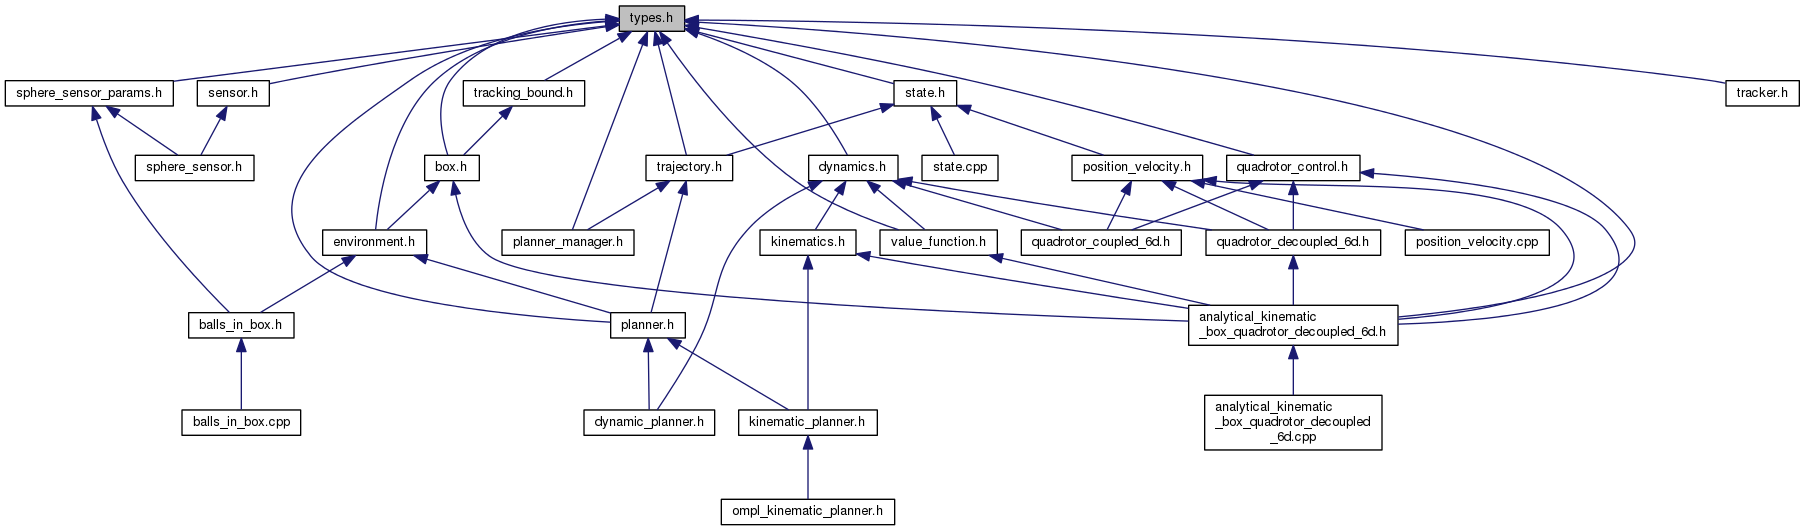 types.h
sphere_sensor_params.h
sensor.h
tracking_bound.h
state.h
tracker.h
sphere_sensor.h
box.h
trajectory.h
dynamics.h
state.cpp
position_velocity.h
quadrotor_control.h
environment.h
planner_manager.h
kinematics.h
value_function.h
quadrotor_coupled_6d.h
quadrotor_decoupled_6d.h
position_velocity.cpp
balls_in_box.h
planner.h
analytical_kinematic
_box_quadrotor_decoupled_6d.h
balls_in_box.cpp
dynamic_planner.h
kinematic_planner.h
analytical_kinematic
_box_quadrotor_decoupled
_6d.cpp
ompl_kinematic_planner.h